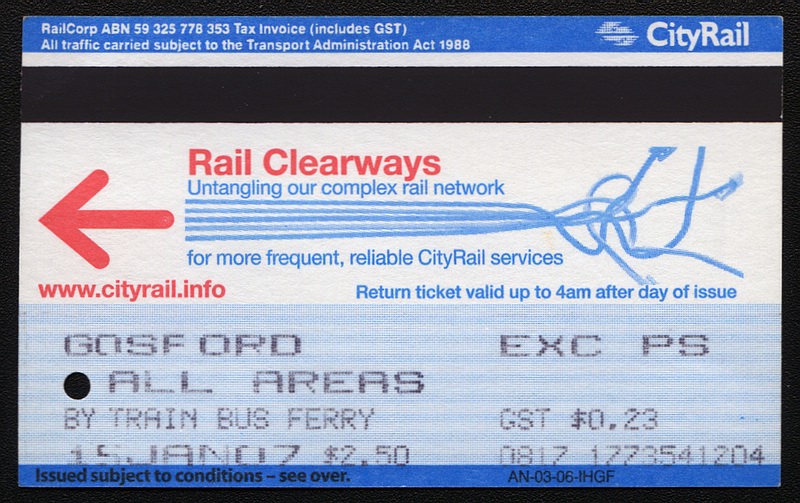 RailCorp ABN 59 325 778 353 Tax Invoice (includes GST)
All traffic carried subject to the Transport Administration Act 1988
CityRail
Rail Clearways
Untangling our complex rail network
for more frequent, reliable CityRail services
www.cityrail.info
Return ticket valid up to 4am after day of issue
GOSFORD EXC PS
ALL AREAS
BY TRAIN BUS FERRY GST $0.23
15JAN07 $2.50 0817 1773541204
Issued subject to conditions – see over. AN-03-06-IHGF